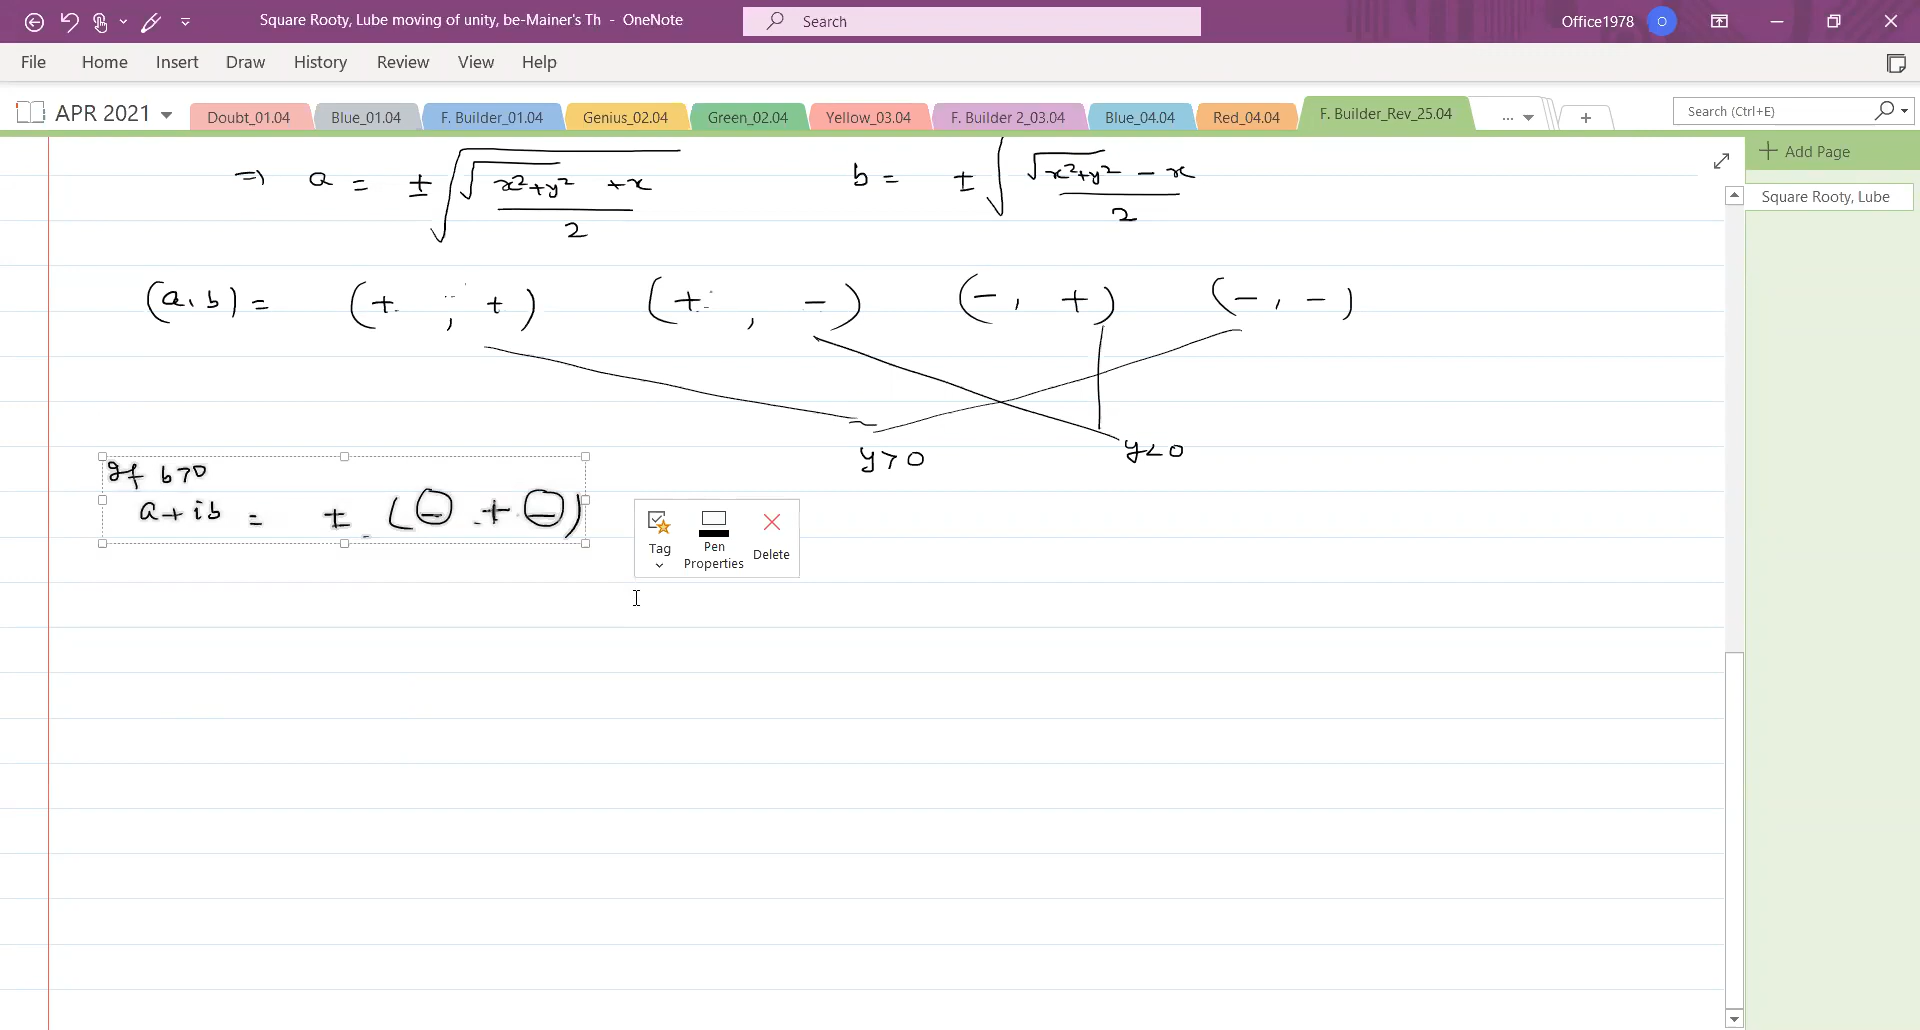 Square Rooty, Lube moving of unity, be-Mainer's Th - OneNote
Search
Office1978
O
File Home Insert Draw History Review View Help
APR 2021
Doubt_01.04 Blue_01.04 F. Builder_01.04 Genius_02.04 Green_02.04 Yellow_03.04 F. Builder 2_03.04 Blue_04.04 Red_04.04 F. Builder_Rev_25.04 ... +
Search (Ctrl+E)
Add Page
Square Rooty, Lube
⇒ a = ± √((√(x²+y²) + x)/2) b = ± √((√(x²+y²) - x)/2)
(a, b) = (+, +) (+, -) (-, +) (-, -)
y > 0 y < 0
If b>0
a+ib = ± (⊖ + ⊖)
Tag
Pen
Properties
Delete